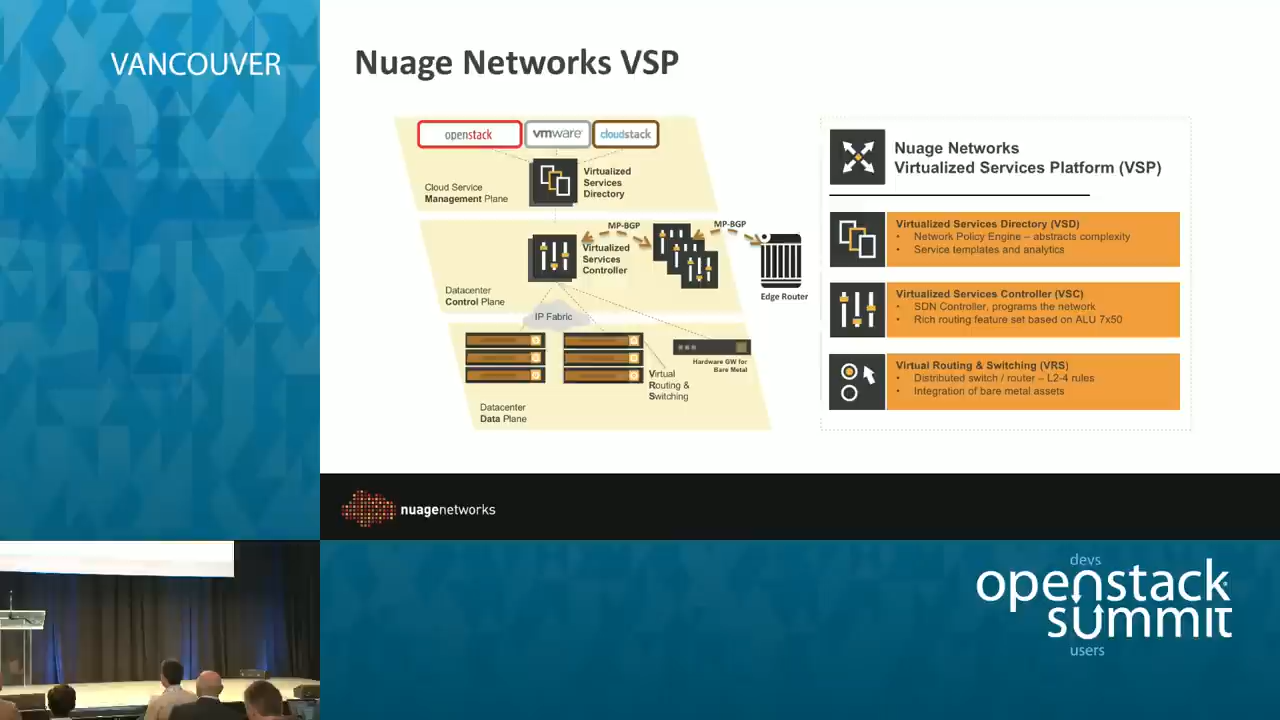 VANCOUVER
Nuage Networks VSP
openstack
vmware
cloudstack
Virtualized
Services
Directory
Cloud Service
Management Plane
MP-BGP
MP-BGP
Virtualized
Services
Controller
Edge Router
Datacenter
Control Plane
IP Fabric
Hardware GW for
Bare Metal
Virtual
Routing &
Switching
Datacenter
Data Plane
Nuage Networks
Virtualized Services Platform (VSP)
Virtualized Services Directory (VSD)
• Network Policy Engine – abstracts complexity
• Service templates and analytics
Virtualized Services Controller (VSC)
• SDN Controller, programs the network
• Rich routing feature set based on ALU 7x50
Virtual Routing & Switching (VRS)
• Distributed switch / router – L2-4 rules
• Integration of bare metal assets
nuagenetworks
devs
openstack
summit
users